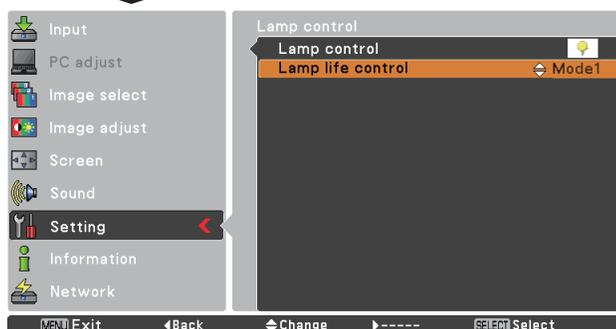 Input
PC adjust
Image select
Image adjust
Screen
Sound
Setting
Information
Network
Lamp control
Lamp control
Lamp life control Mode1
MENU Exit Back Change ----- SELECT Select